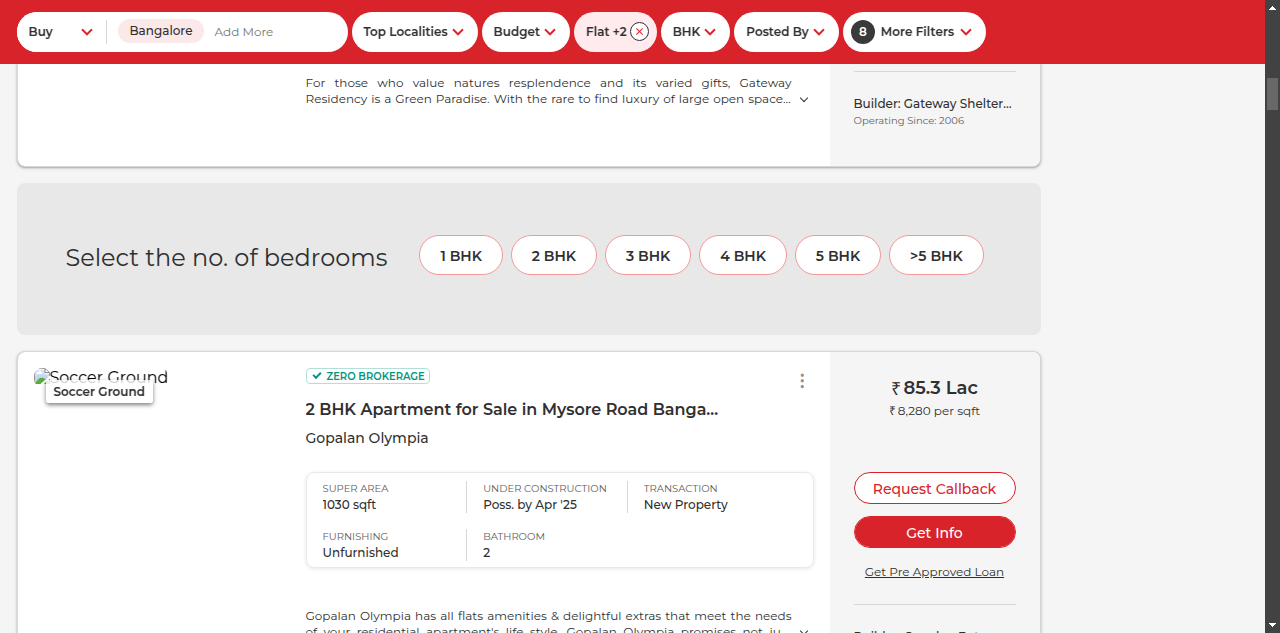 Buy Bangalore Add More Top Localities Budget Flat +2 BHK Posted By 8 More Filters
For those who value natures resplendence and its varied gifts, Gateway
Residency is a Green Paradise. With the rare to find luxury of large open space...
Builder: Gateway Shelter...
Operating Since: 2006
Select the no. of bedrooms 1 BHK 2 BHK 3 BHK 4 BHK 5 BHK >5 BHK
Soccer Ground
Soccer Ground
ZERO BROKERAGE
2 BHK Apartment for Sale in Mysore Road Banga...
Gopalan Olympia
SUPER AREA
1030 sqft
UNDER CONSTRUCTION
Poss. by Apr '25
TRANSACTION
New Property
FURNISHING
Unfurnished
BATHROOM
2
Gopalan Olympia has all flats amenities & delightful extras that meet the needs
of your residential apartment's life style. Gopalan Olympia promises not ju...
₹ 85.3 Lac
₹ 8,280 per sqft
Request Callback
Get Info
Get Pre Approved Loan